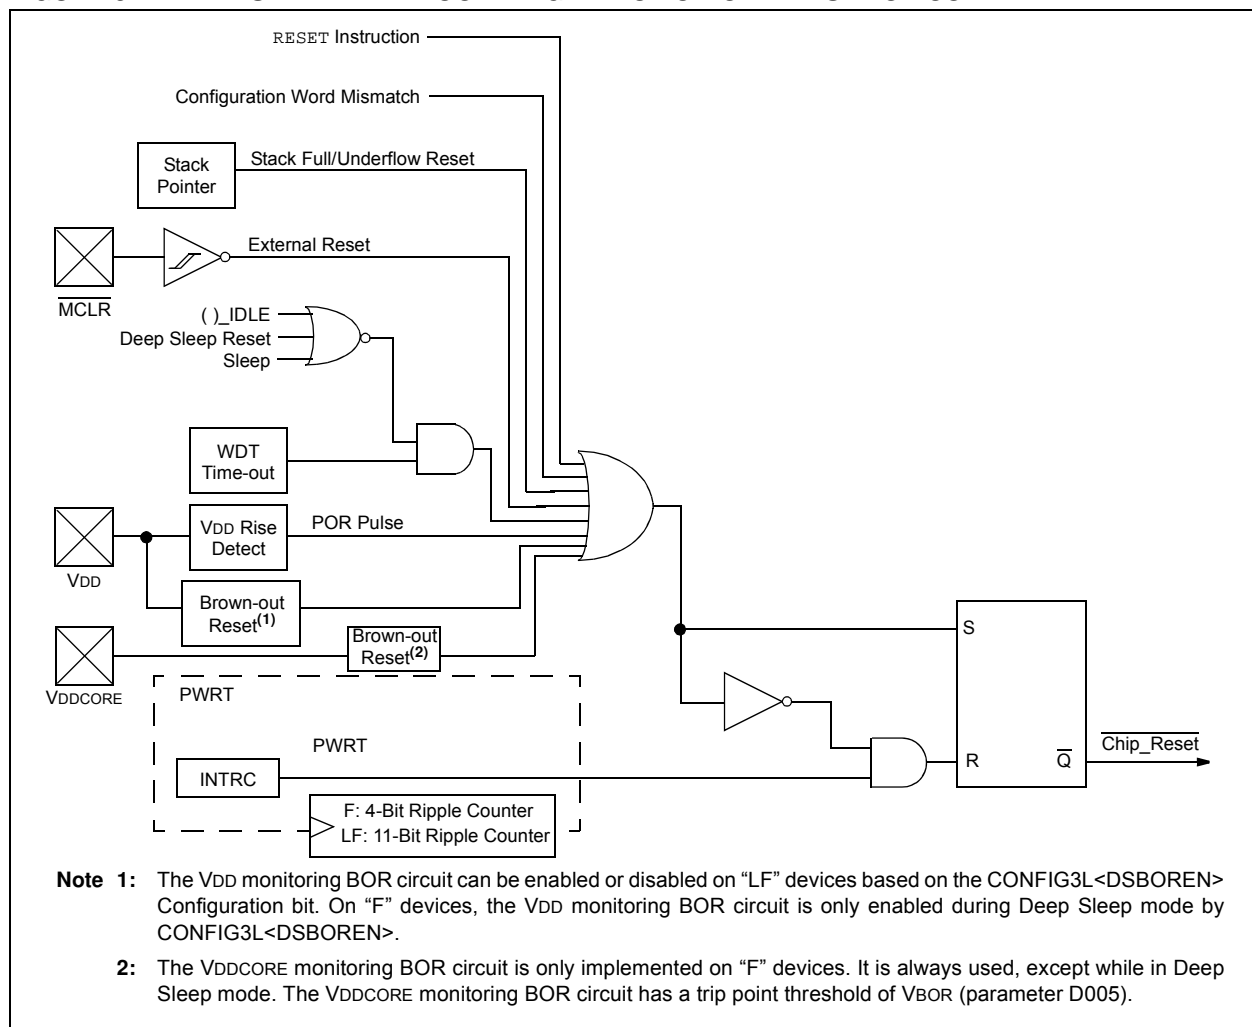 RESET Instruction
Configuration Word Mismatch
Stack
Pointer
Stack Full/Underflow Reset
External Reset
MCLR
( )_IDLE
Deep Sleep Reset
Sleep
WDT
Time-out
VDD Rise
Detect
POR Pulse
VDD
Brown-out
Reset(1)
Brown-out
Reset(2)
VDDCORE
PWRT
PWRT
INTRC
F: 4-Bit Ripple Counter
LF: 11-Bit Ripple Counter
S
R
Q
Chip_Reset
Note 1: The VDD monitoring BOR circuit can be enabled or disabled on “LF” devices based on the CONFIG3L<DSBOREN>
Configuration bit. On “F” devices, the VDD monitoring BOR circuit is only enabled during Deep Sleep mode by
CONFIG3L<DSBOREN>.
2: The VDDCORE monitoring BOR circuit is only implemented on “F” devices. It is always used, except while in Deep
Sleep mode. The VDDCORE monitoring BOR circuit has a trip point threshold of VBOR (parameter D005).